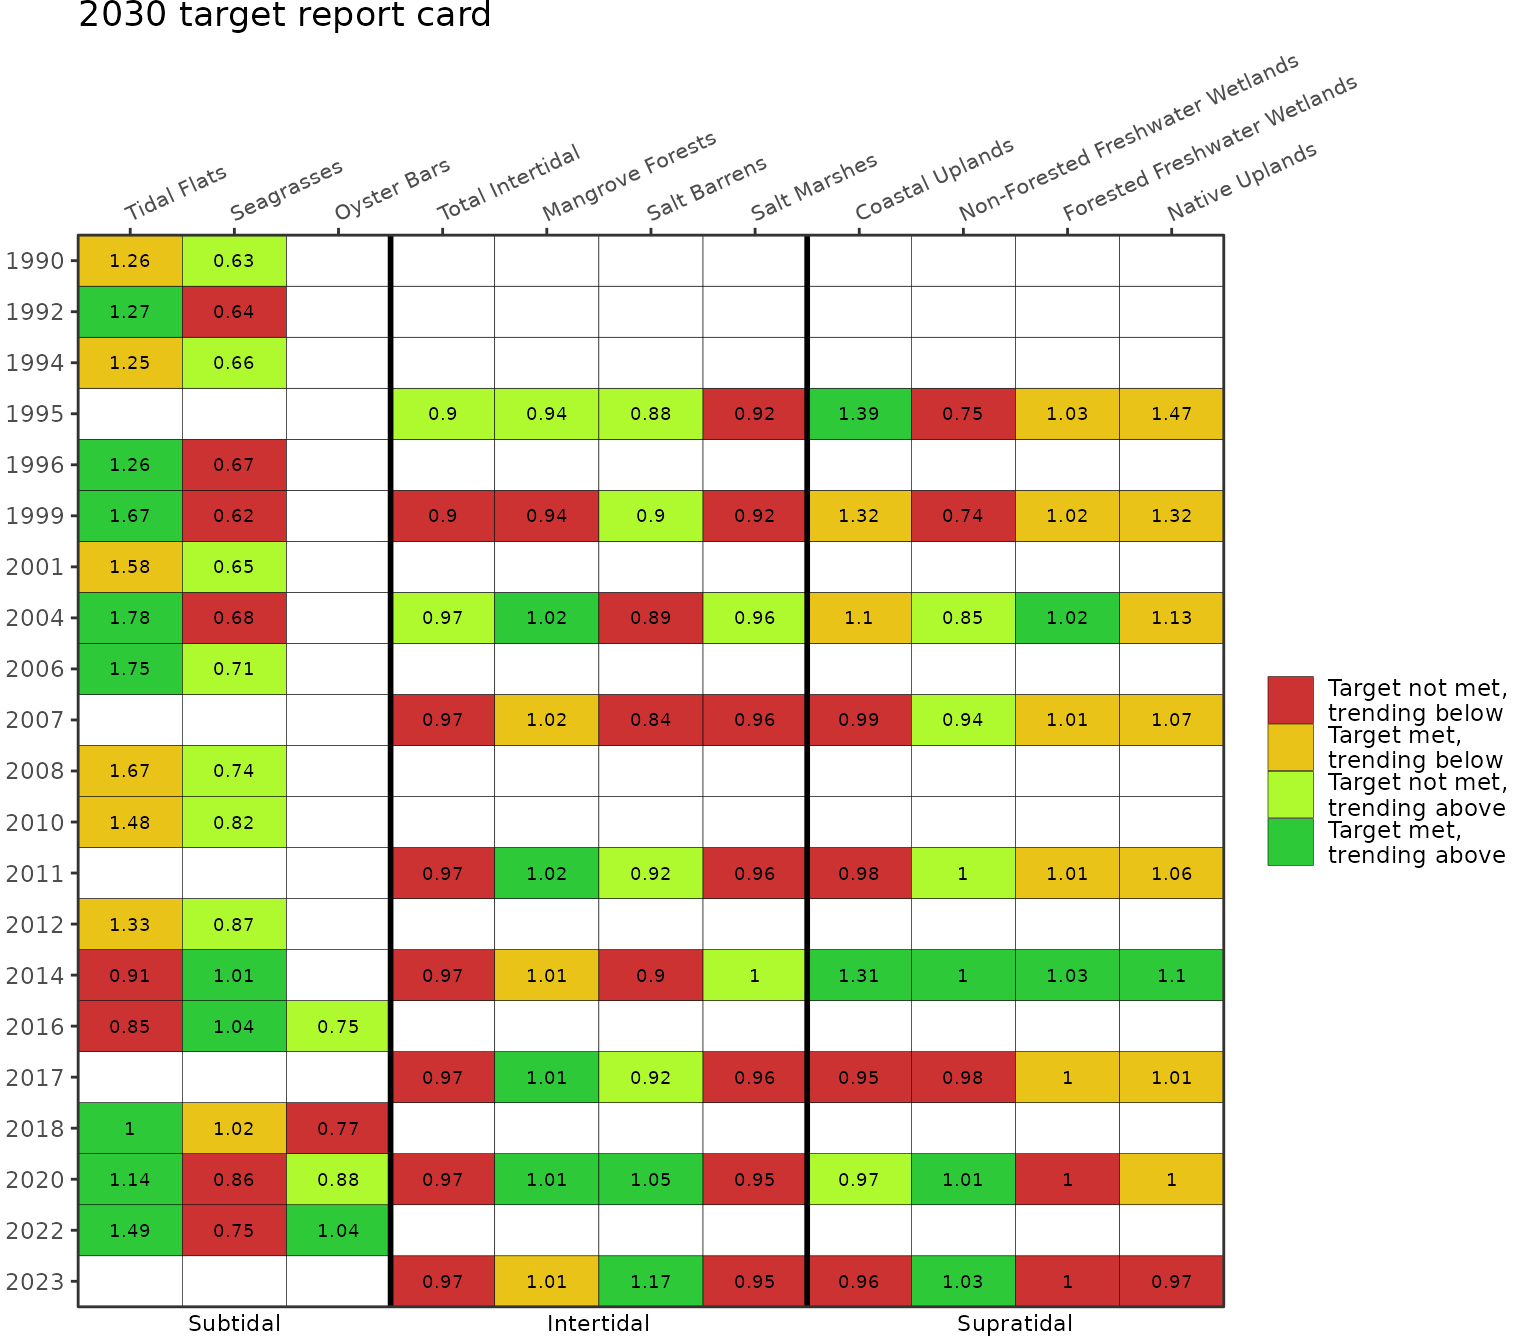 2030 target report card
Tidal Flats
Seagrasses
Oyster Bars
Total Intertidal
Mangrove Forests
Salt Barrens
Salt Marshes
Coastal Uplands
Non-Forested Freshwater Wetlands
Forested Freshwater Wetlands
Native Uplands
1990 1.26 0.63
1992 1.27 0.64
1994 1.25 0.66
1995 0.9 0.94 0.88 0.92 1.39 0.75 1.03 1.47
1996 1.26 0.67
1999 1.67 0.62 0.9 0.94 0.9 0.92 1.32 0.74 1.02 1.32
2001 1.58 0.65
2004 1.78 0.68 0.97 1.02 0.89 0.96 1.1 0.85 1.02 1.13
2006 1.75 0.71
2007 0.97 1.02 0.84 0.96 0.99 0.94 1.01 1.07
2008 1.67 0.74
2010 1.48 0.82
2011 0.97 1.02 0.92 0.96 0.98 1 1.01 1.06
2012 1.33 0.87
2014 0.91 1.01 0.97 1.01 0.9 1 1.31 1 1.03 1.1
2016 0.85 1.04 0.75
2017 0.97 1.01 0.92 0.96 0.95 0.98 1 1.01
2018 1 1.02 0.77
2020 1.14 0.86 0.88 0.97 1.01 1.05 0.95 0.97 1.01 1 1
2022 1.49 0.75 1.04
2023 0.97 1.01 1.17 0.95 0.96 1.03 1 0.97
Subtidal Intertidal Supratidal
Target not met,
trending below
Target met,
trending below
Target not met,
trending above
Target met,
trending above